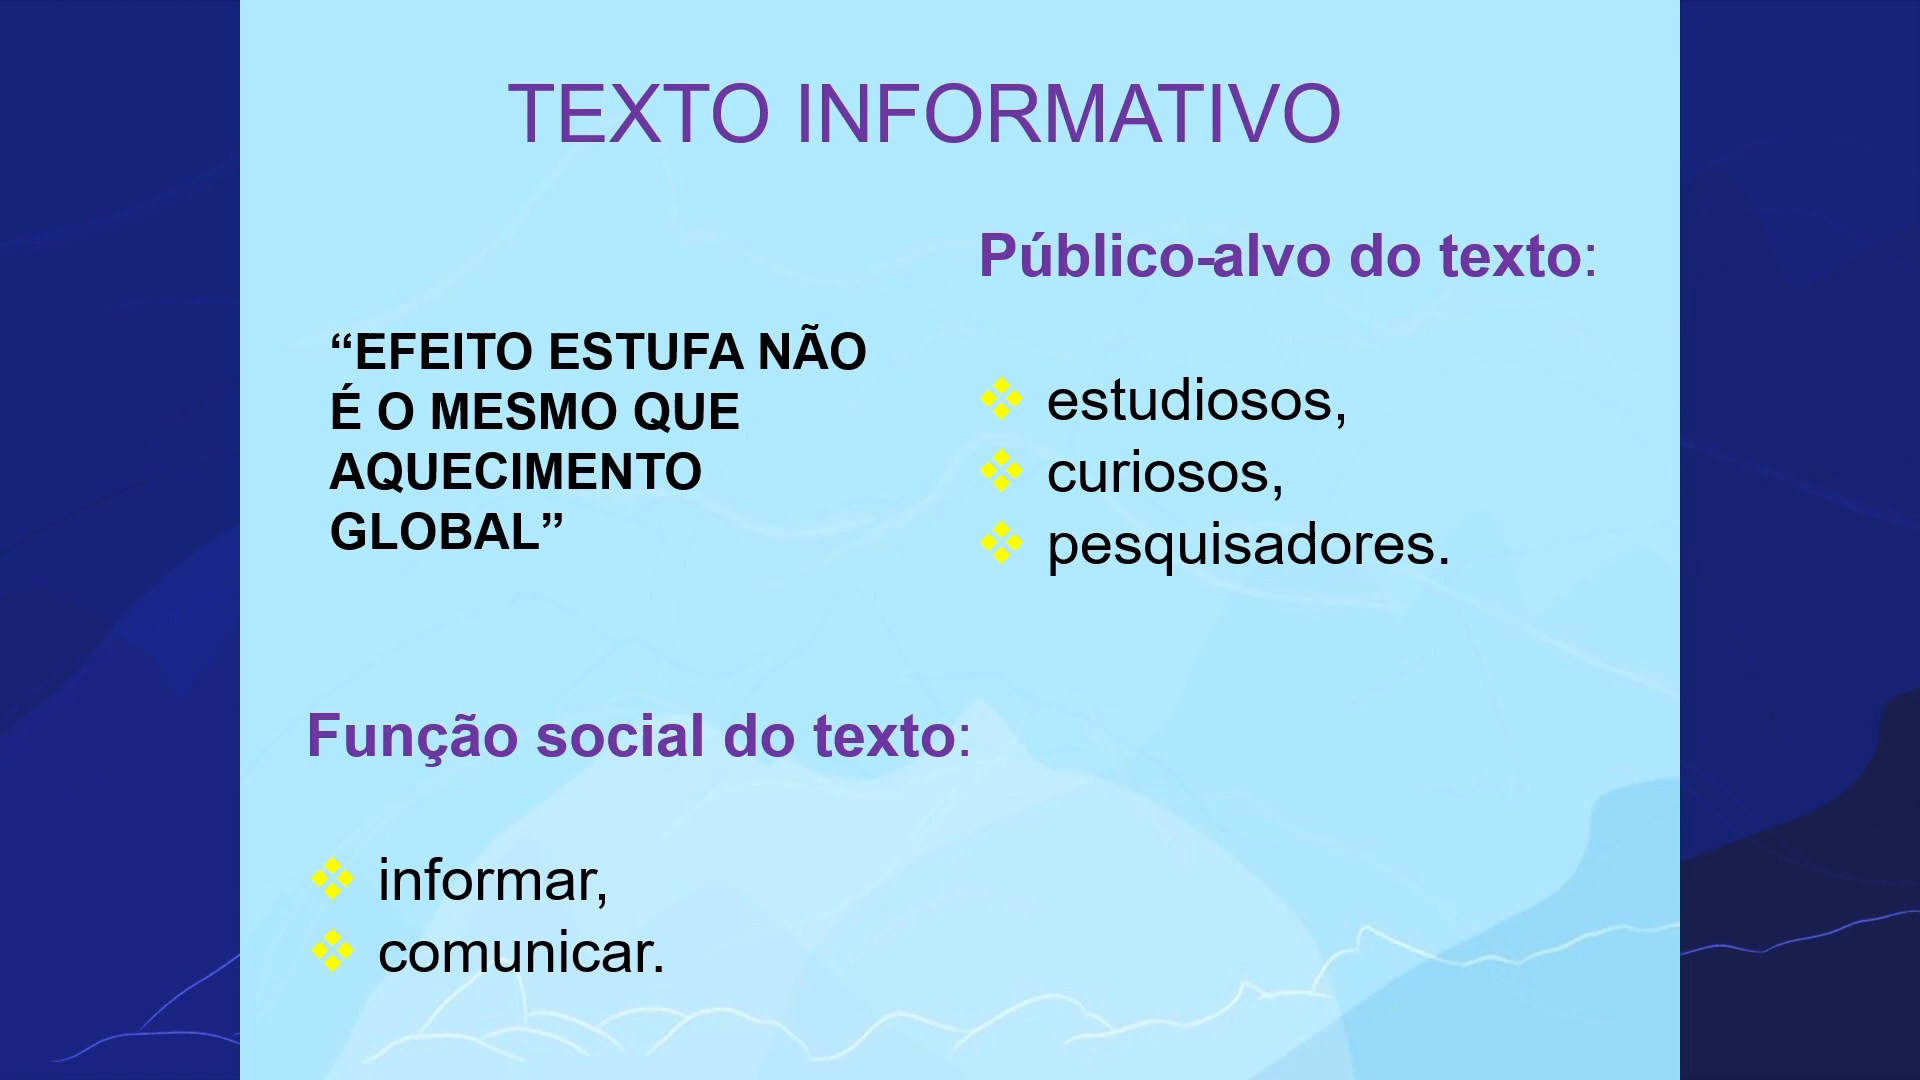 TEXTO INFORMATIVO
“EFEITO ESTUFA NÃO
É O MESMO QUE
AQUECIMENTO
GLOBAL”
Público-alvo do texto:
estudiosos,
curiosos,
pesquisadores.
Função social do texto:
informar,
comunicar.